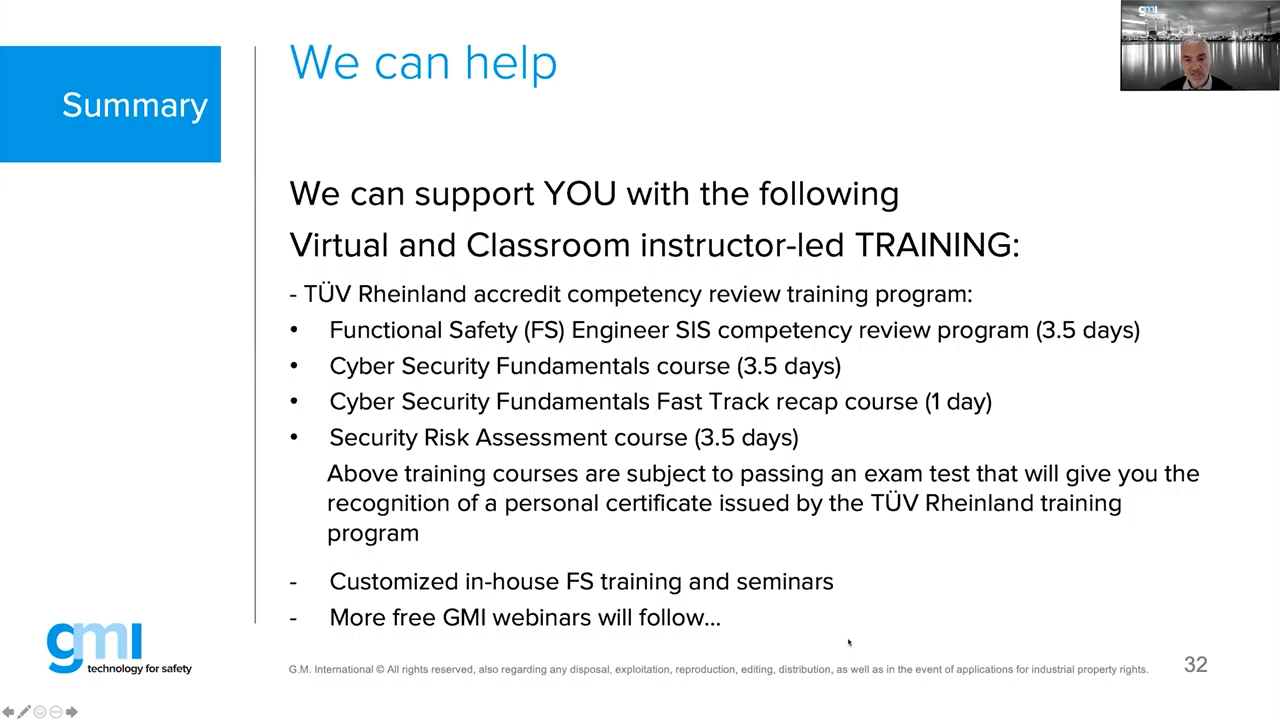 Summary
We can help
gmi
We can support YOU with the following
Virtual and Classroom instructor-led TRAINING:
- TÜV Rheinland accredit competency review training program:
• Functional Safety (FS) Engineer SIS competency review program (3.5 days)
• Cyber Security Fundamentals course (3.5 days)
• Cyber Security Fundamentals Fast Track recap course (1 day)
• Security Risk Assessment course (3.5 days)
Above training courses are subject to passing an exam test that will give you the
recognition of a personal certificate issued by the TÜV Rheinland training
program
- Customized in-house FS training and seminars
- More free GMI webinars will follow...
gmi
technology for safety
G.M. International © All rights reserved, also regarding any disposal, exploitation, reproduction, editing, distribution, as well as in the event of applications for industrial property rights.
32